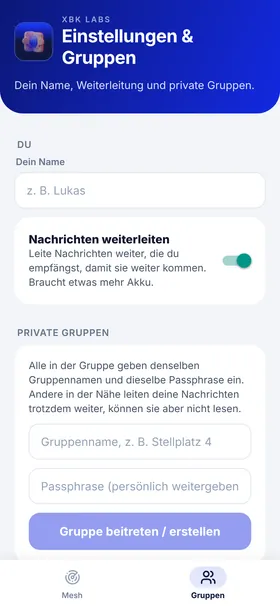 XBK LABS
Einstellungen &
Gruppen
Dein Name, Weiterleitung und private Gruppen.
DU
Dein Name
z. B. Lukas
Nachrichten weiterleiten
Leite Nachrichten weiter, die du
empfängst, damit sie weiter kommen.
Braucht etwas mehr Akku.
PRIVATE GRUPPEN
Alle in der Gruppe geben denselben
Gruppennamen und dieselbe Passphrase ein.
Andere in der Nähe leiten deine Nachrichten
trotzdem weiter, können sie aber nicht lesen.
Gruppenname, z. B. Stellplatz 4
Passphrase (persönlich weitergeben
Gruppe beitreten / erstellen
Mesh
Gruppen